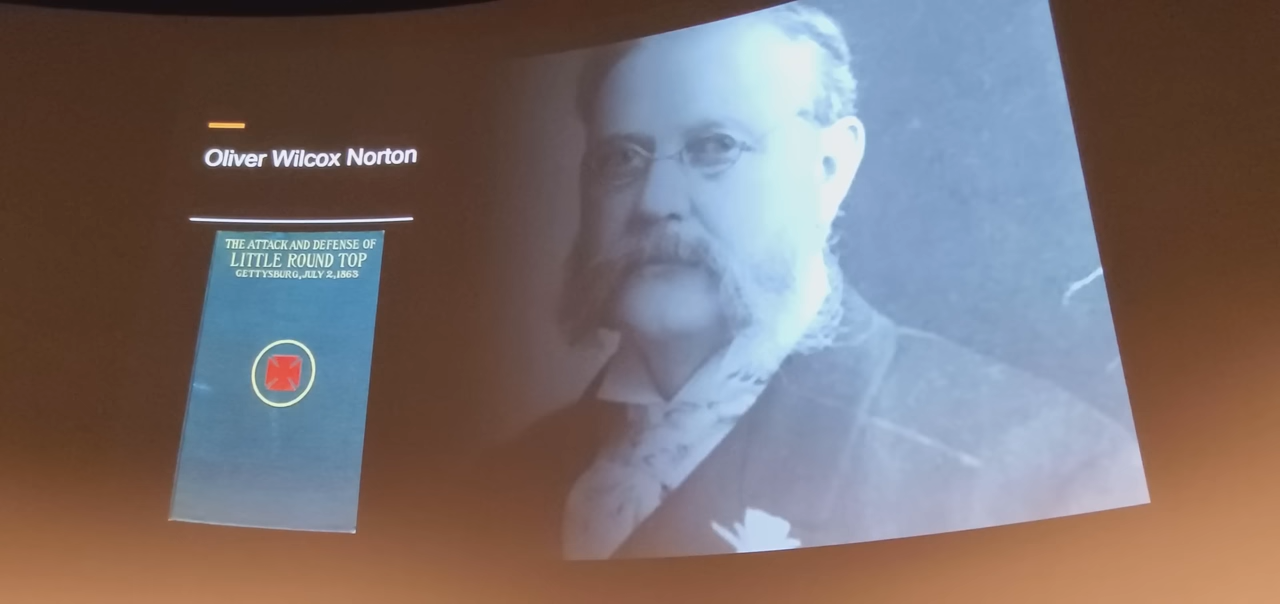 Oliver Wilcox Norton
THE ATTACK AND DEFENSE OF
LITTLE ROUND TOP
GETTYSBURG, JULY 2, 1863